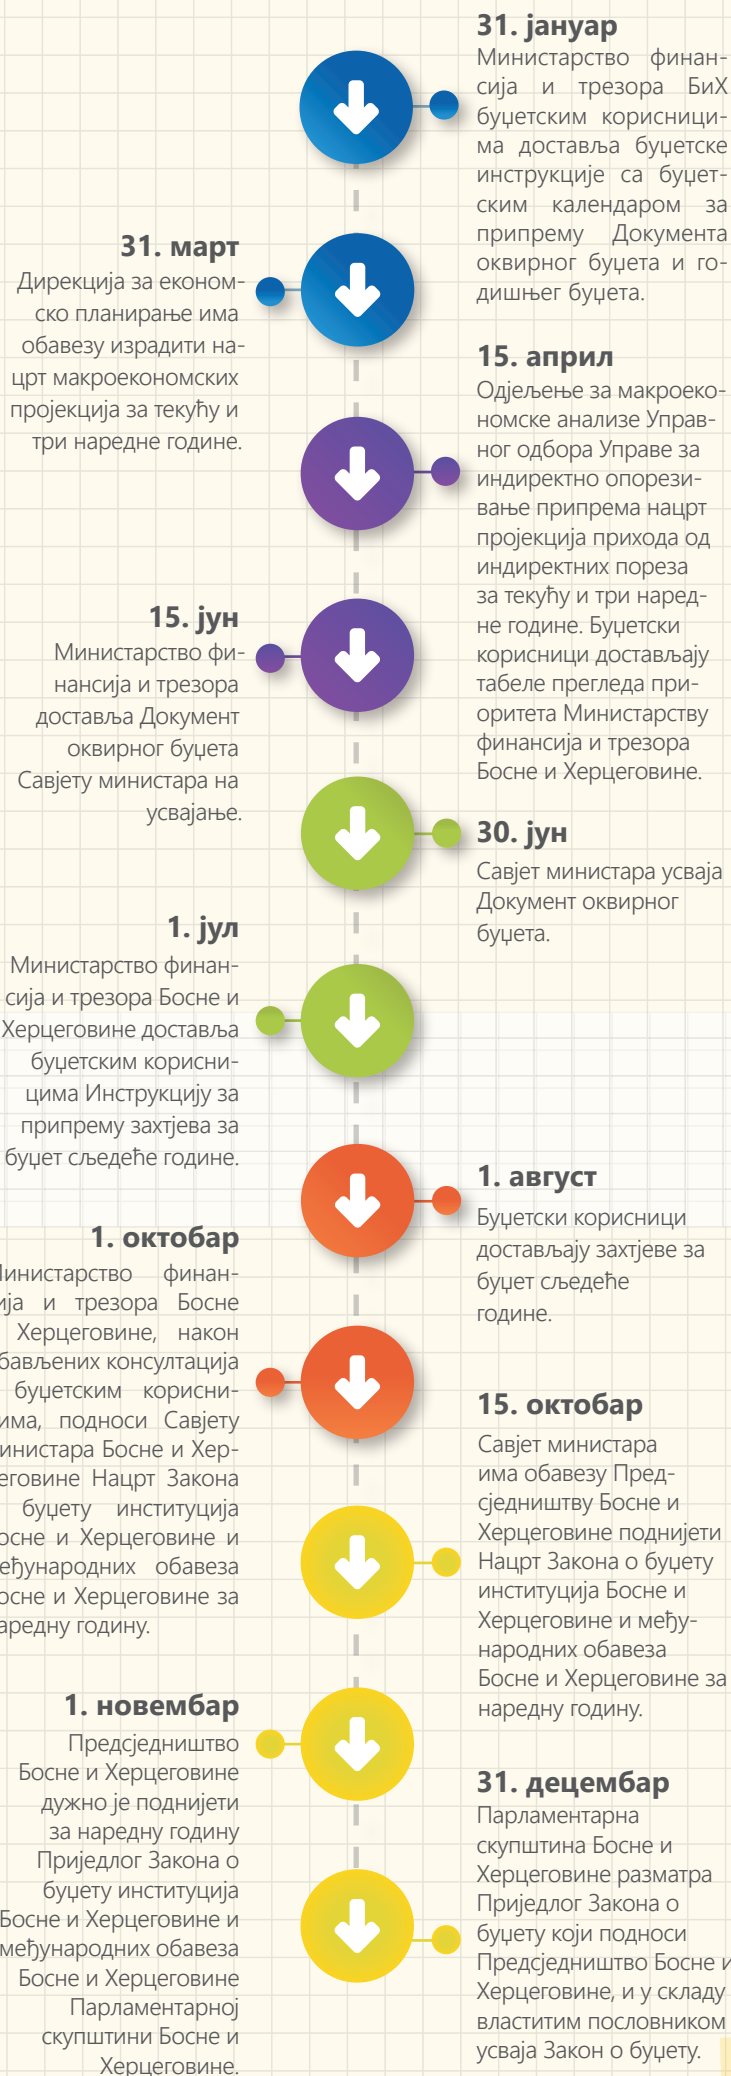 31. јануар
Министарство финан-
сија и трезора БиХ
буџетским корисници-
ма доставља буџетске
инструкције са буџет-
ским календаром за
припрему Документа
оквирног буџета и го-
дишњег буџета.
31. март
Дирекција за економ-
ско планирање има
обавезу израдити на-
црт макроекономских
пројекција за текућу и
три наредне године.
15. април
Одјељење за макроеко-
номске анализе Управ-
ног одбора Управе за
индиректно опорези-
вање припрема нацрт
пројекција прихода од
индиректних пореза
за текућу и три наред-
не године. Буџетски
корисници достављају
табеле прегледа при-
оритета Министарству
финансија и трезора
Босне и Херцеговине.
15. јун
Министарство фи-
нансија и трезора
доставља Документ
оквирног буџета
Савјету министара на
усвајање.
30. јун
Савјет министара усваја
Документ оквирног
буџета.
1. јул
Министарство финан-
сија и трезора Босне и
Херцеговине доставља
буџетским корисни-
цима Инструкцију за
припрему захтјева за
буџет сљедеће године.
1. август
Буџетски корисници
достављају захтјеве за
буџет сљедеће
године.
1. октобар
инистарство финан-
ија и трезора Босне
Херцеговине, након
бављених консултација
буџетским корисни-
има, подноси Савјету
инистара Босне и Хер-
еговине Нацрт Закона
буџету институција
осне и Херцеговине и
еђународних обавеза
осне и Херцеговине за
аредну годину.
15. октобар
Савјет министара
има обавезу Пред-
сједништву Босне и
Херцеговине поднијети
Нацрт Закона о буџету
институција Босне и
Херцеговине и међу-
народних обавеза
Босне и Херцеговине за
наредну годину.
1. новембар
Предсједништво
Босне и Херцеговине
дужно је поднијети
за наредну годину
Приједлог Закона о
буџету институција
Босне и Херцеговине и
међународних обавеза
Босне и Херцеговине
Парламентарној
скупштини Босне и
Херцеговине.
31. децембар
Парламентарна
скупштина Босне и
Херцеговине разматра
Приједлог Закона о
буџету који подноси
Предсједништво Босне и
Херцеговине, и у складу
властитим пословником
усваја Закон о буџету.